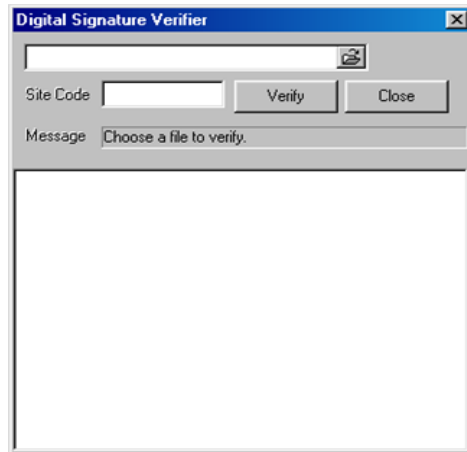 Digital Signature Verifier
Site Code Verify Close
Message Choose a file to verify.